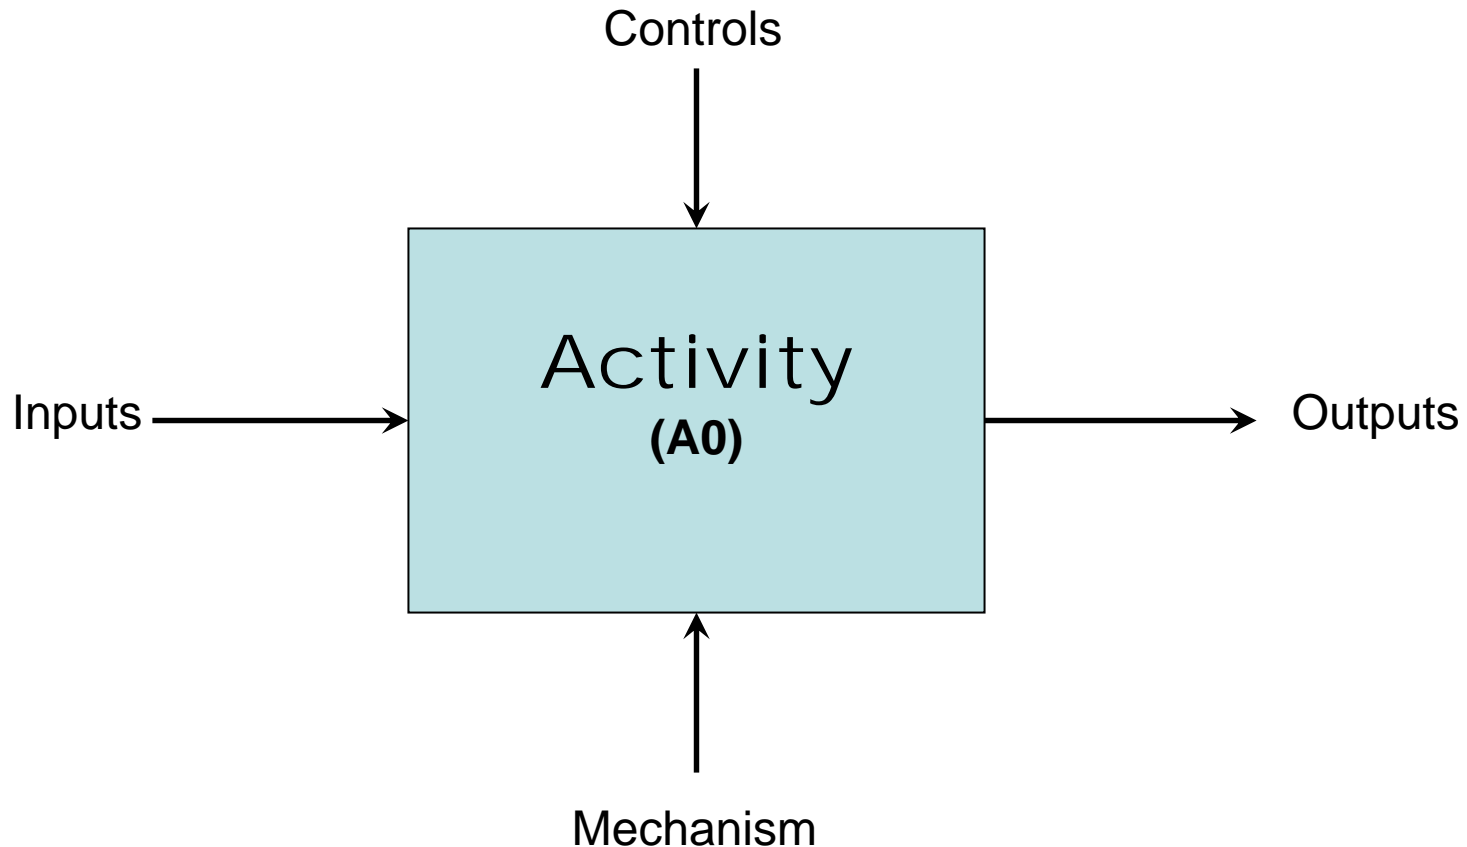 Controls
Activity
(A0)
Inputs
Outputs
Mechanism